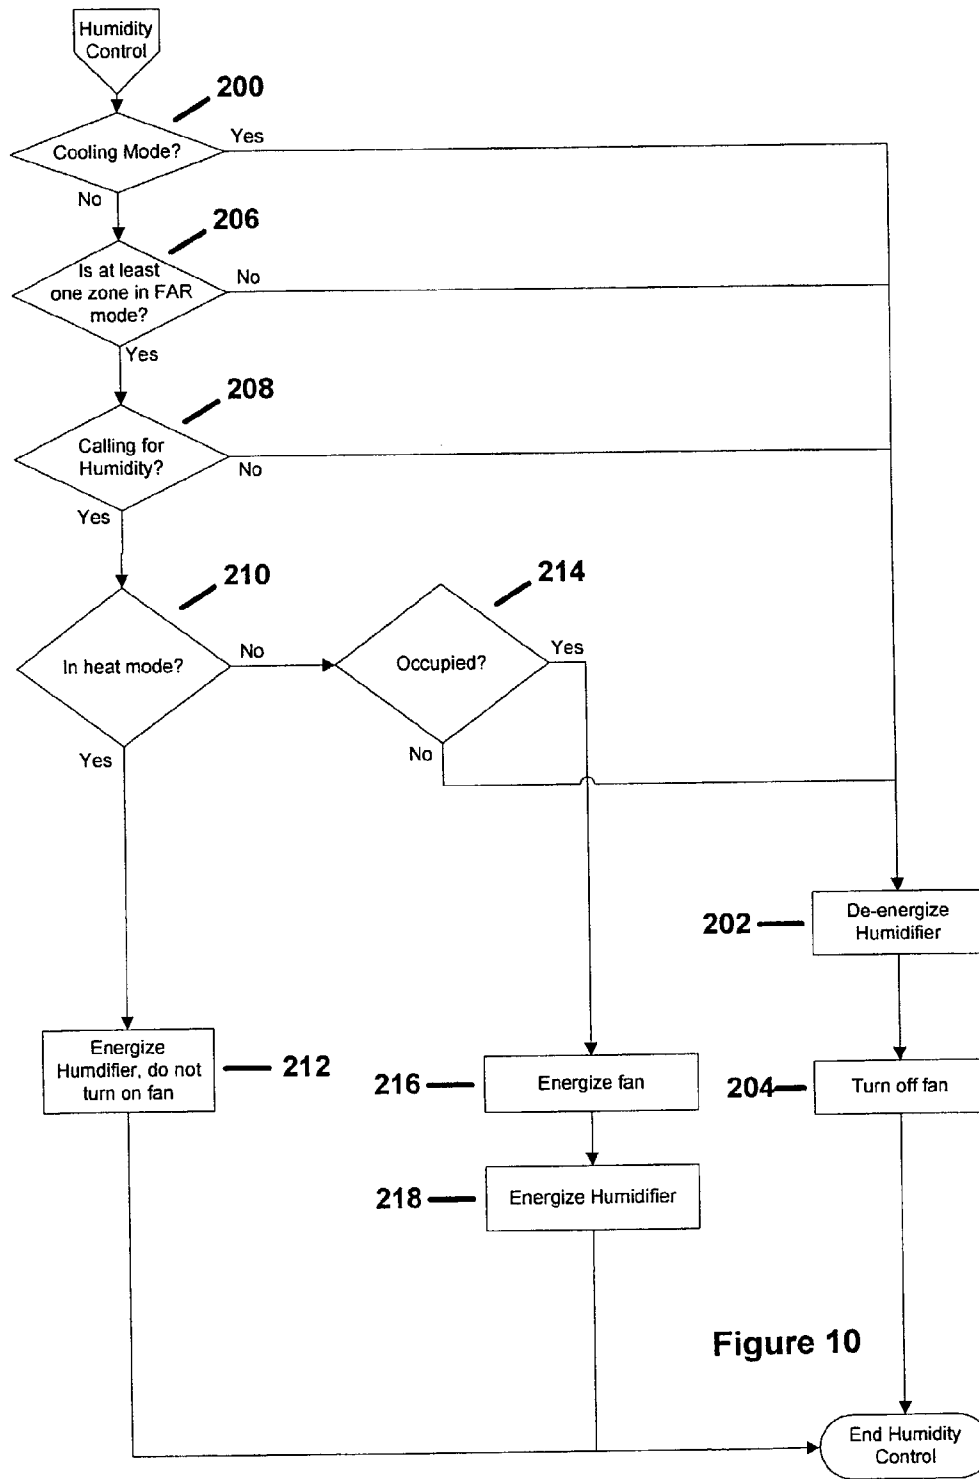 Humidity
Control
200
Cooling Mode?
Yes
No
206
Is at least
one zone in FAR
mode?
No
Yes
208
Calling for
Humidity?
No
Yes
210
In heat mode?
No
Yes
214
Occupied?
Yes
No
202
De-energize
Humidifier
Energize
Humdifier, do not
turn on fan
212
216
Energize fan
204
Turn off fan
218
Energize Humidifier
Figure 10
End Humidity
Control